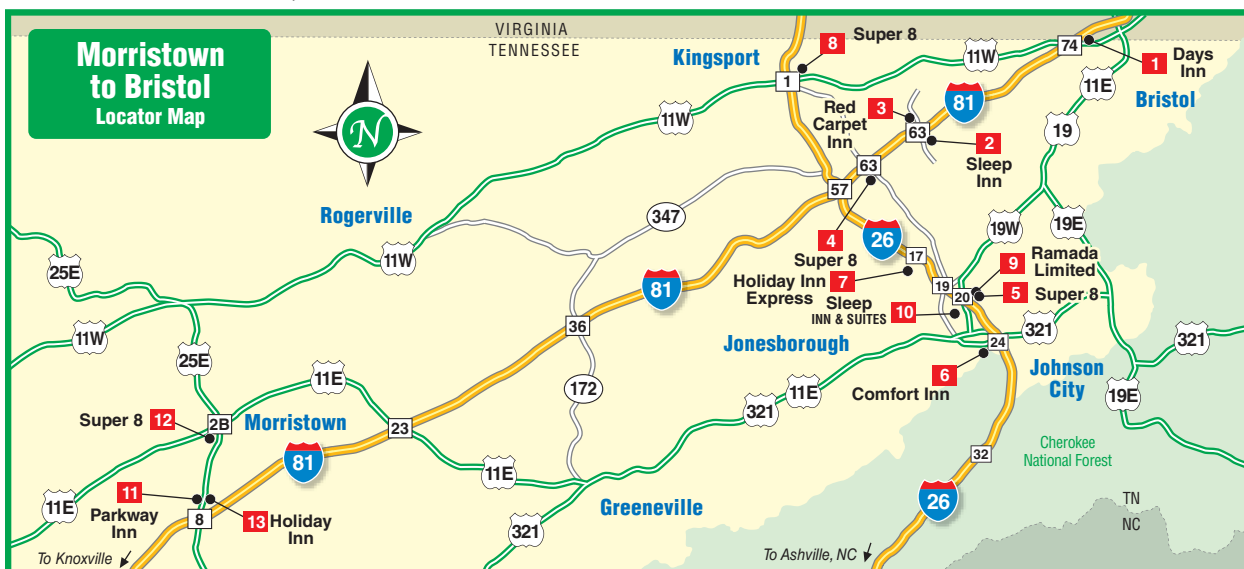 Morristown
to Bristol
Locator Map
N
VIRGINIA
TENNESSEE
Kingsport
8 Super 8
1
11W
74
1 Days
Inn
11E
Bristol
81
11W
Red
Carpet
Inn
3
63
2
Sleep
Inn
19
63
57
Rogerville
347
11W
25E
4
Super 8
26
19W
19E
17
9 Ramada
Limited
7
Holiday Inn
Express
19
20
5 Super 8
Sleep
INN & SUITES
10
81
36
11W
321
321
24
Jonesborough
6
Comfort Inn
Johnson
City
25E
11E
172
11E
321
19E
Super 8 12
2B
Morristown
23
81
32
Cherokee
National Forest
11E
11E
11
Parkway
Inn
8
13 Holiday
Inn
Greeneville
26
TN
NC
321
To Knoxville
To Ashville, NC